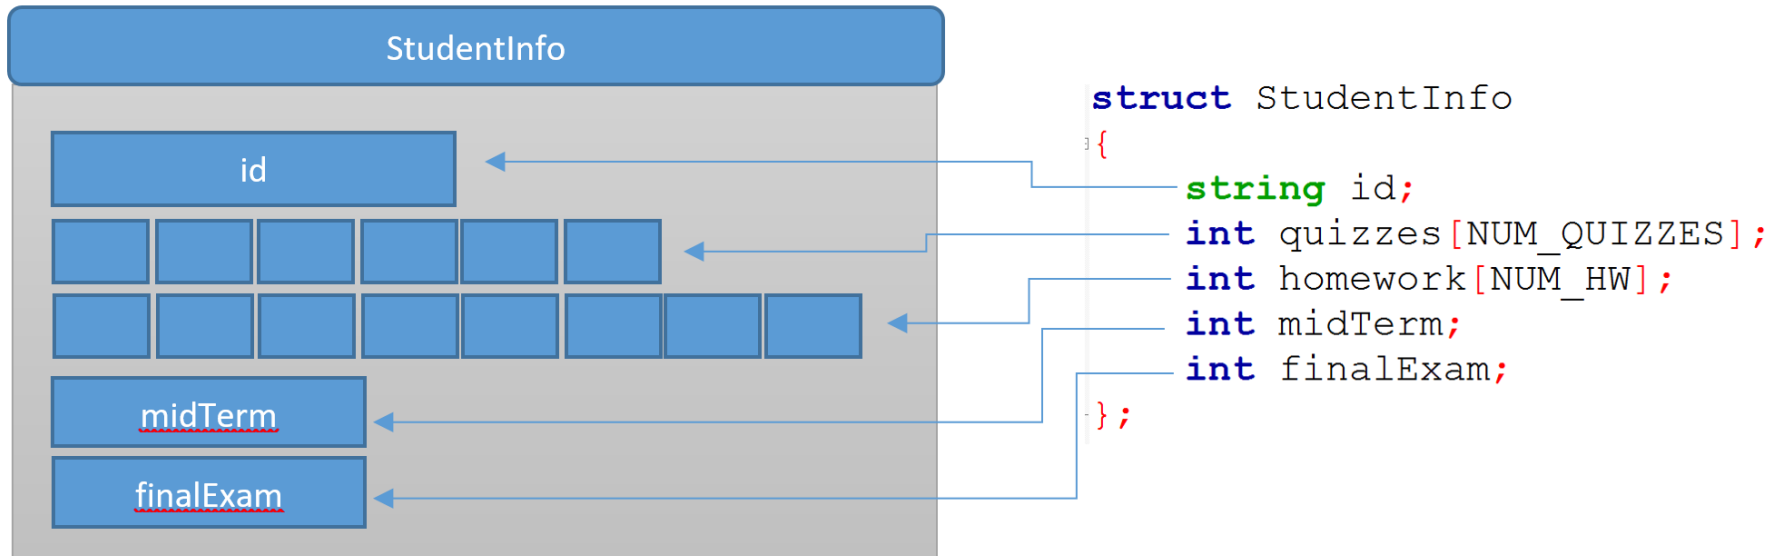 StudentInfo
id
midTerm
finalExam
struct StudentInfo
{
string id;
int quizzes[NUM_QUIZZES];
int homework[NUM_HW];
int midTerm;
int finalExam;
};